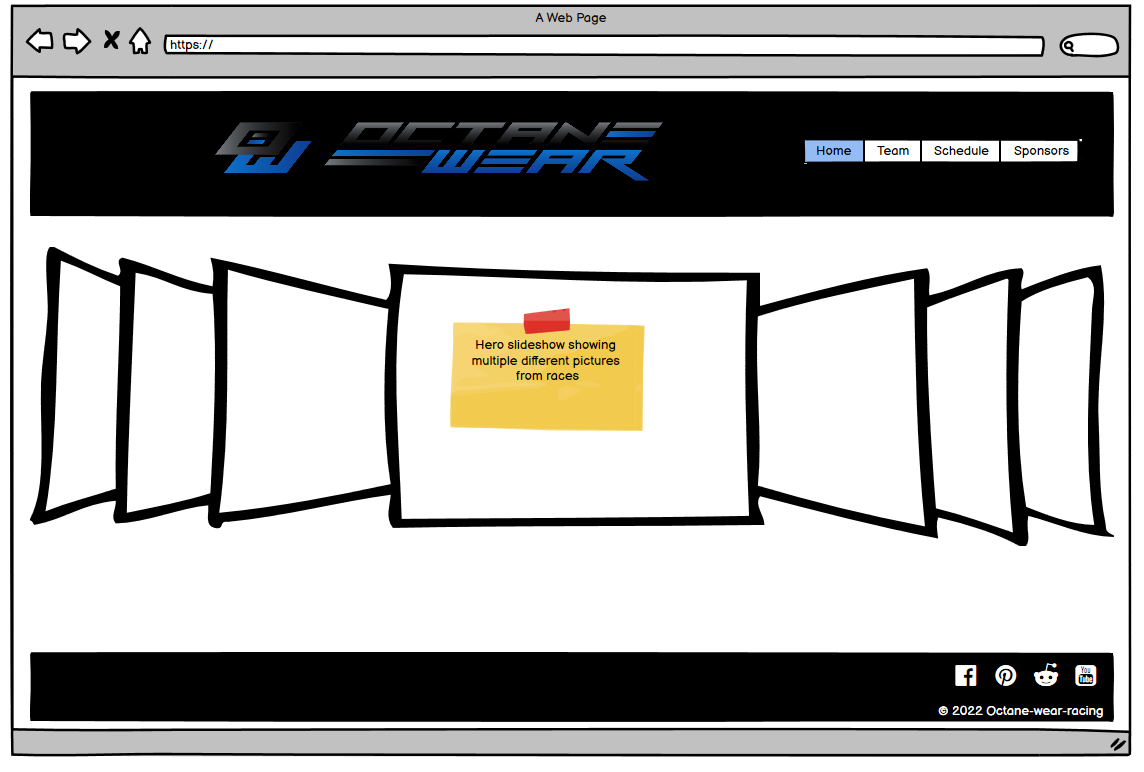 A Web Page
https://
OCTANE
WEAR
Home Team Schedule Sponsors
Hero slideshow showing
multiple different pictures
from races
You
Tube
© 2022 Octane-wear-racing